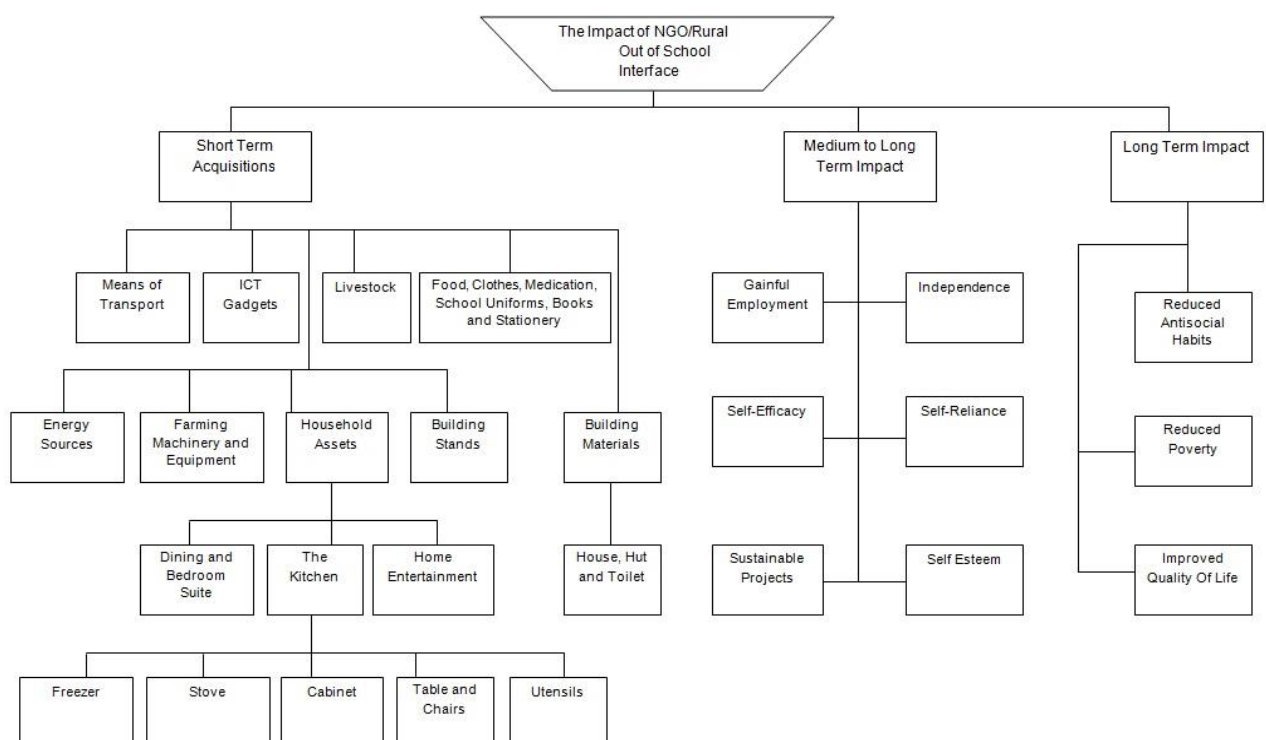 The Impact of NGO/Rural
Out of School
Interface
Short Term
Acquisitions
Medium to Long
Term Impact
Long Term Impact
Means of
Transport
ICT
Gadgets
Livestock
Food, Clothes, Medication,
School Uniforms, Books
and Stationery
Gainful
Employment
Independence
Reduced
Antisocial
Habits
Energy
Sources
Farming
Machinery and
Equipment
Household
Assets
Building
Stands
Building
Materials
Self-Efficacy
Self-Reliance
Reduced
Poverty
Dining and
Bedroom
Suite
The
Kitchen
Home
Entertainment
House, Hut
and Toilet
Sustainable
Projects
Self Esteem
Improved
Quality Of Life
Freezer
Stove
Cabinet
Table and
Chairs
Utensils